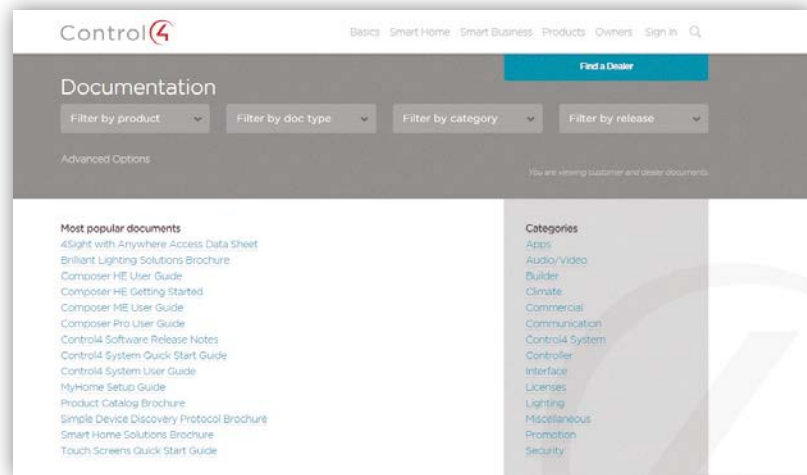 Control4
Basics Smart Home Smart Business Products Owners Sign in
Find a Dealer
Documentation
Filter by product Filter by doc type Filter by category Filter by release
Advanced Options
You are viewing customer and dealer documents.
Most popular documents
4Sight with Anywhere Access Data Sheet
Brilliant Lighting Solutions Brochure
Composer HE User Guide
Composer HE Getting Started
Composer ME User Guide
Composer Pro User Guide
Control4 Software Release Notes
Control4 System Quick Start Guide
Control4 System User Guide
MyHome Setup Guide
Product Catalog Brochure
Simple Device Discovery Protocol Brochure
Smart Home Solutions Brochure
Touch Screens Quick Start Guide
Categories
Apps
Audio/Video
Builder
Climate
Commercial
Communication
Control4 System
Controller
Interface
Licenses
Lighting
Miscellaneous
Promotion
Security